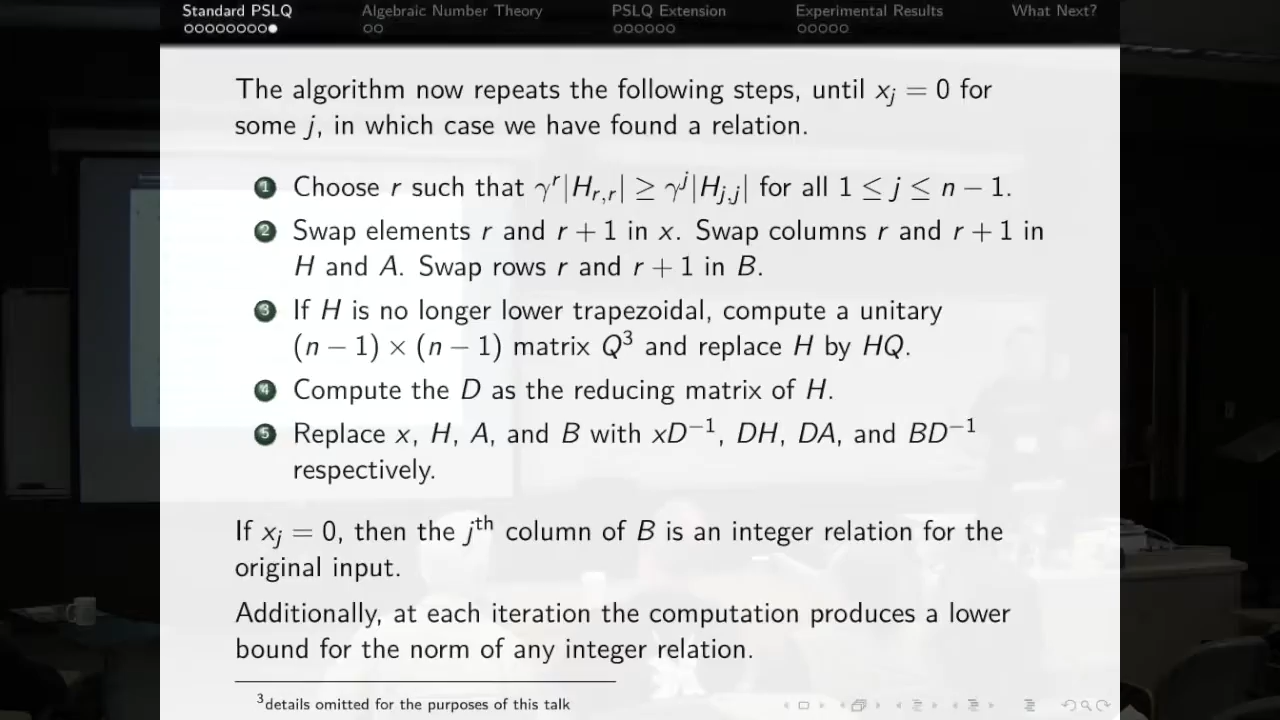 Standard PSLQ Algebraic Number Theory PSLQ Extension Experimental Results What Next?
The algorithm now repeats the following steps, until xⱼ = 0 for
some j, in which case we have found a relation.
1 Choose r such that γʳ|H_{r,r}| ≥ γʲ|H_{j,j}| for all 1 ≤ j ≤ n − 1.
2 Swap elements r and r + 1 in x. Swap columns r and r + 1 in
H and A. Swap rows r and r + 1 in B.
3 If H is no longer lower trapezoidal, compute a unitary
(n − 1) × (n − 1) matrix Q³ and replace H by HQ.
4 Compute the D as the reducing matrix of H.
5 Replace x, H, A, and B with xD⁻¹, DH, DA, and BD⁻¹
respectively.
If xⱼ = 0, then the jᵗʰ column of B is an integer relation for the
original input.
Additionally, at each iteration the computation produces a lower
bound for the norm of any integer relation.
³details omitted for the purposes of this talk